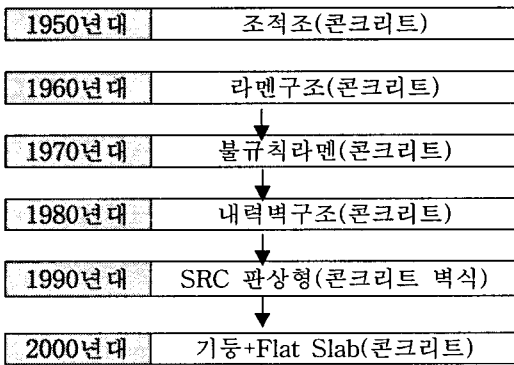 1950년대 조적조(콘크리트)
1960년대 라멘구조(콘크리트)
1970년대 불규칙라멘(콘크리트)
1980년대 내력벽구조(콘크리트)
1990년대 SRC 판상형(콘크리트 벽식)
2000년대 기둥+Flat Slab(콘크리트)